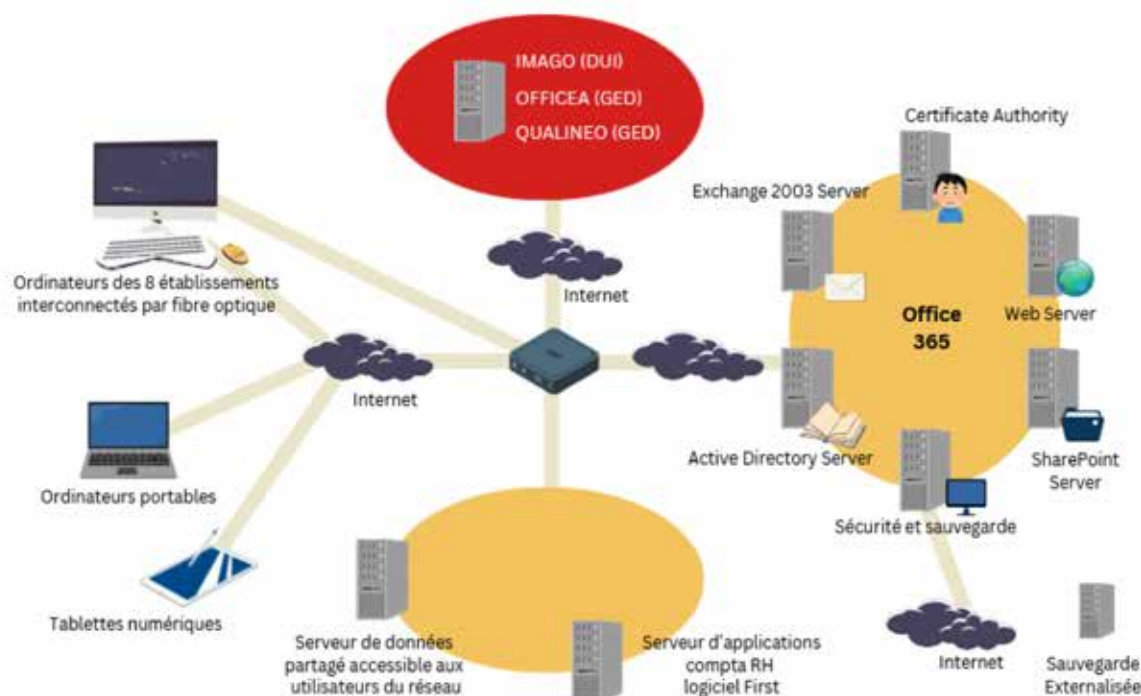 IMAGO (DUI)
OFFICEA (GED)
QUALINEO (GED)
Certificate Authority
Exchange 2003 Server
Ordinateurs des 8 établissements
interconnectés par fibre optique
Internet
Web Server
Office
365
Internet
Active Directory Server
SharePoint
Server
Ordinateurs portables
Sécurité et sauvegarde
Tablettes numériques
Serveur de données
partagé accessible aux
utilisateurs du réseau
Serveur d'applications
compta RH
logiciel First
Internet
Sauvegarde
Externalisée